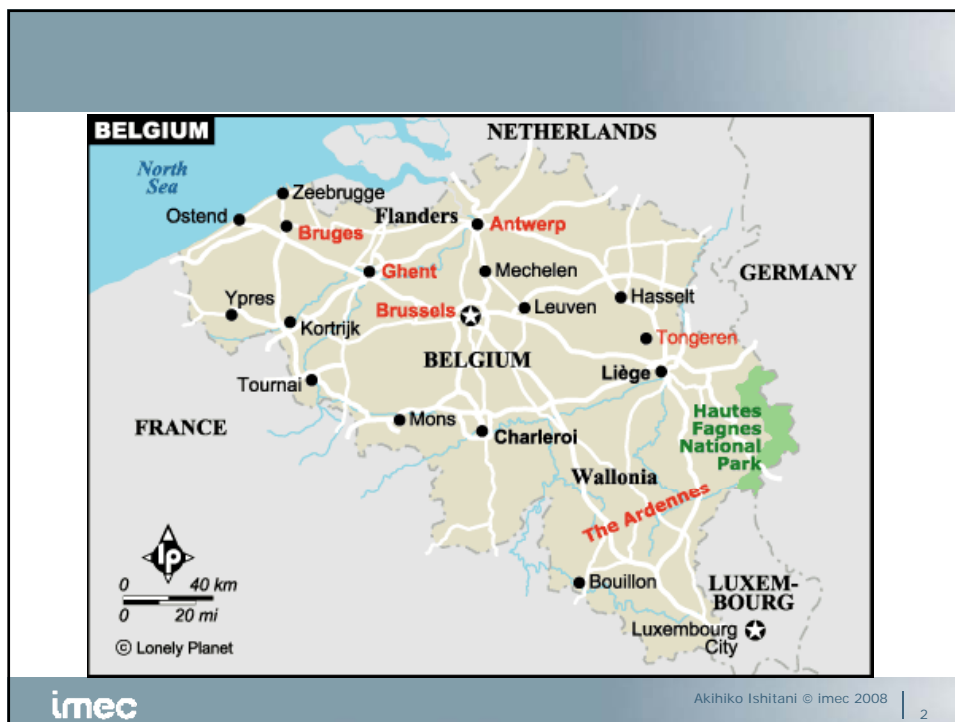 BELGIUM
NETHERLANDS
North
Sea
Zeebrugge
Ostend
Flanders
Antwerp
Bruges
Ghent
Mechelen
GERMANY
Ypres
Brussels
Leuven
Hasselt
Kortrijk
Tongeren
BELGIUM
Liège
Tournai
Hautes
Fagnes
National
Park
FRANCE
Mons
Charleroi
Wallonia
The Ardennes
lp
0 40 km
0 20 mi
Bouillon
LUXEM-
BOURG
Luxembourg
City
© Lonely Planet
imec
Akihiko Ishitani © imec 2008
2